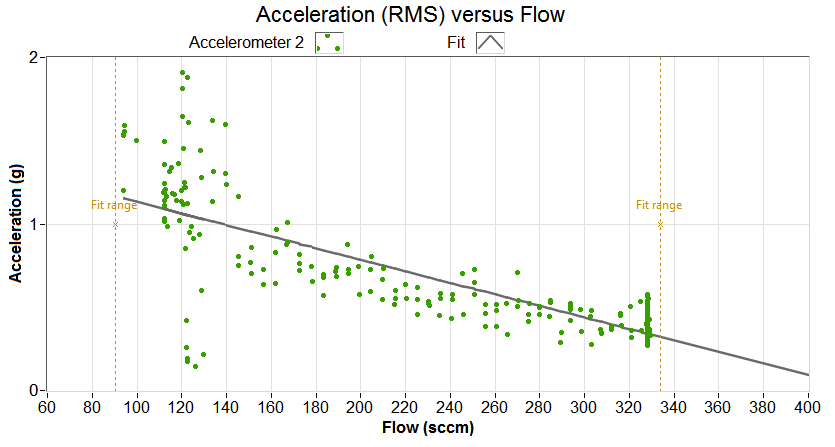 Acceleration (RMS) versus Flow
Accelerometer 2 Fit
2
1
0
Acceleration (g)
Fit range Fit range
60 80 100 120 140 160 180 200 220 240 260 280 300 320 340 360 380 400
Flow (sccm)